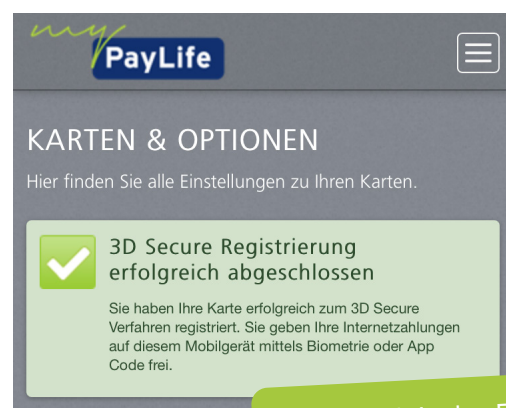 my
PayLife
KARTEN & OPTIONEN
Hier finden Sie alle Einstellungen zu Ihren Karten.
3D Secure Registrierung
erfolgreich abgeschlossen
Sie haben Ihre Karte erfolgreich zum 3D Secure
Verfahren registriert. Sie geben Ihre Internetzahlungen
auf diesem Mobilgerät mittels Biometrie oder App
Code frei.